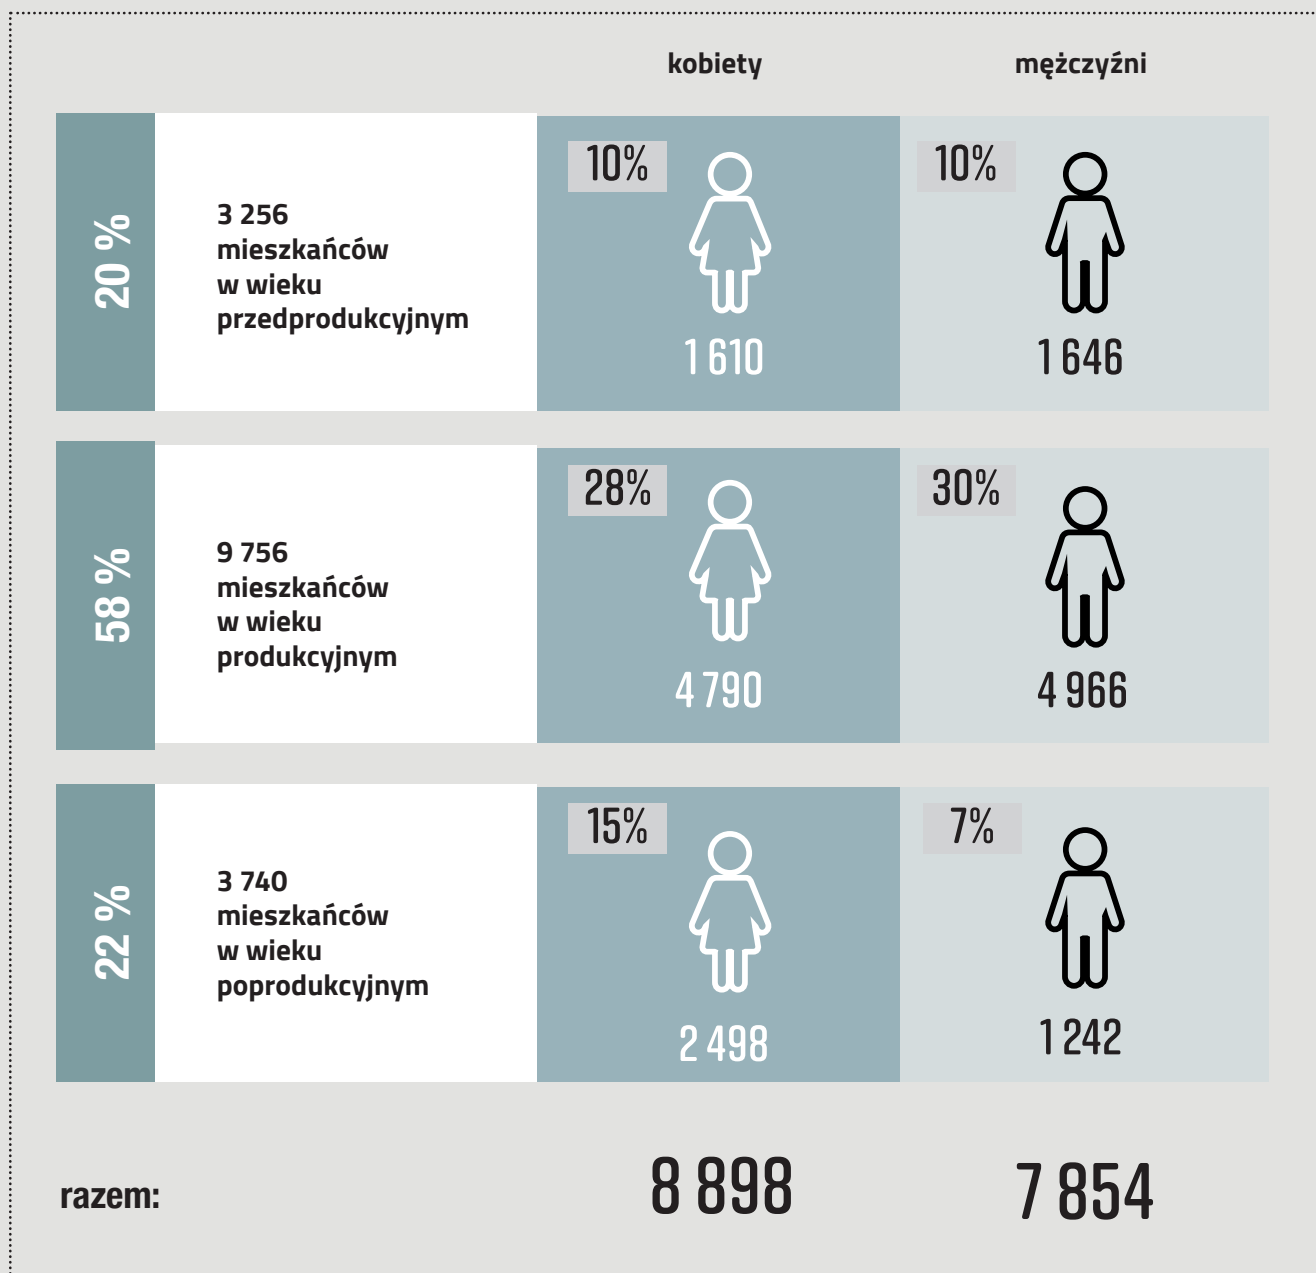 kobiety
mężczyźni
20 %
3 256
mieszkańców
w wieku
przedprodukcyjnym
10%
1 610
10%
1 646
58 %
9 756
mieszkańców
w wieku
produkcyjnym
28%
4 790
30%
4 966
22 %
3 740
mieszkańców
w wieku
poprodukcyjnym
15%
2 498
7%
1 242
razem:
8 898
7 854